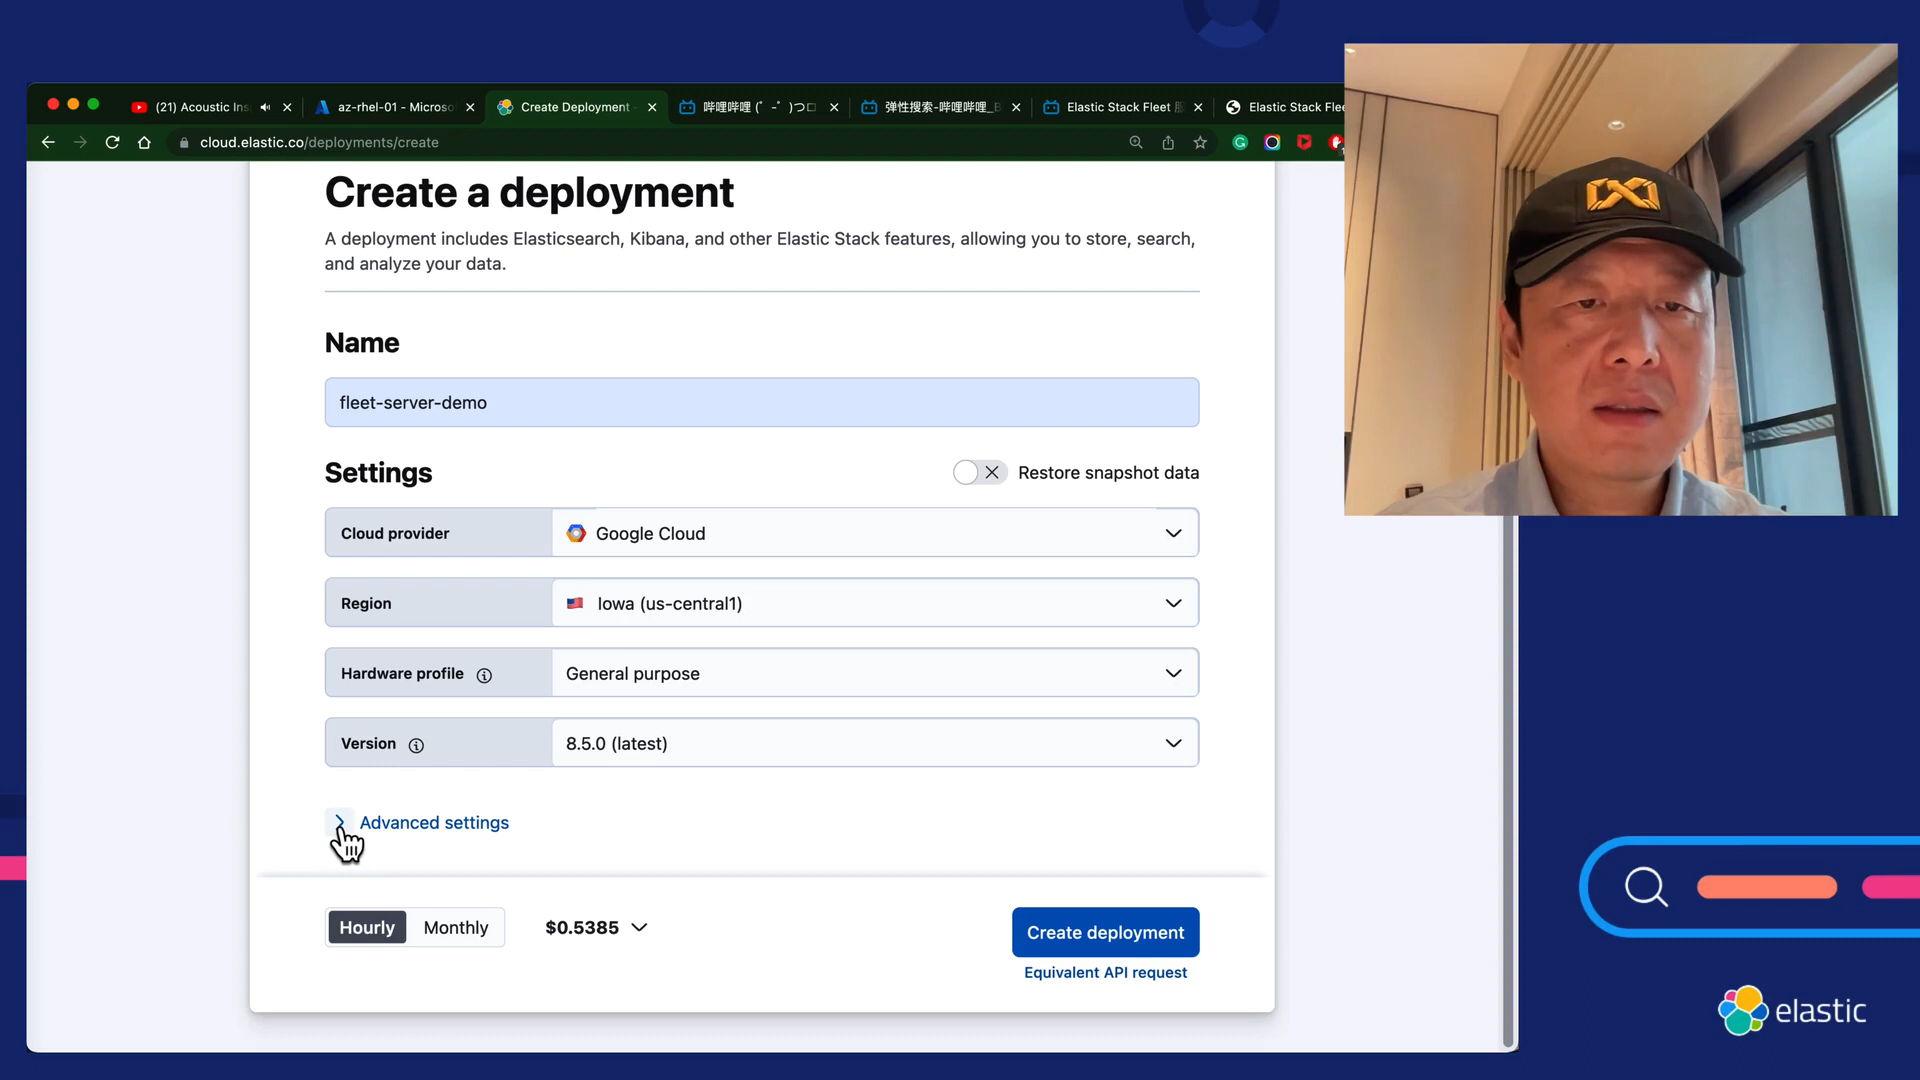 (21) Acoustic Ins
az-rhel-01 - Microso
Create Deployment -
哔哩哔哩 (゜-゜)つロ
弹性搜索-哔哩哔哩_B
Elastic Stack Fleet 服
Elastic Stack Flee
cloud.elastic.co/deployments/create
Create a deployment
A deployment includes Elasticsearch, Kibana, and other Elastic Stack features, allowing you to store, search,
and analyze your data.
Name
fleet-server-demo
Settings
Restore snapshot data
Cloud provider
Google Cloud
Region
Iowa (us-central1)
Hardware profile
General purpose
Version
8.5.0 (latest)
Advanced settings
Hourly
Monthly
$0.5385
Create deployment
Equivalent API request
elastic